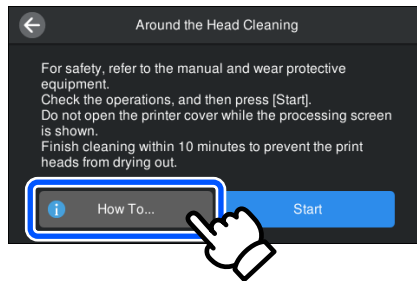 Around the Head Cleaning
For safety, refer to the manual and wear protective
equipment.
Check the operations, and then press [Start].
Do not open the printer cover while the processing screen
is shown.
Finish cleaning within 10 minutes to prevent the print
heads from drying out.
i How To... Start